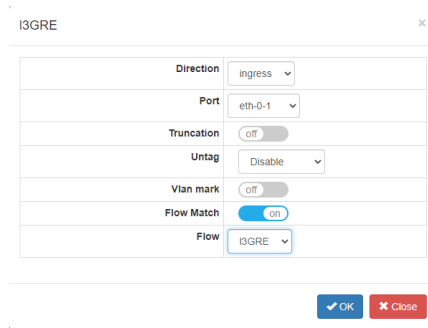 l3GRE ×
Direction ingress
Port eth-0-1
Truncation off
Untag Disable
Vlan mark off
Flow Match on
Flow l3GRE
✔OK ✖Close